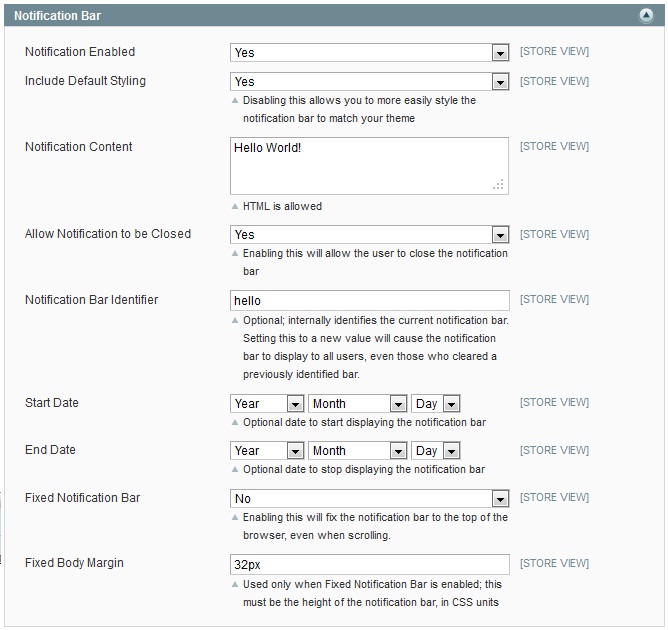 Notification Bar
Notification Enabled Yes [STORE VIEW]
Include Default Styling Yes [STORE VIEW]
Disabling this allows you to more easily style the
notification bar to match your theme
Notification Content Hello World! [STORE VIEW]
HTML is allowed
Allow Notification to be Closed Yes [STORE VIEW]
Enabling this will allow the user to close the notification
bar
Notification Bar Identifier hello [STORE VIEW]
Optional; internally identifies the current notification bar.
Setting this to a new value will cause the notification
bar to display to all users, even those who cleared a
previously identified bar.
Start Date Year Month Day [STORE VIEW]
Optional date to start displaying the notification bar
End Date Year Month Day [STORE VIEW]
Optional date to stop displaying the notification bar
Fixed Notification Bar No [STORE VIEW]
Enabling this will fix the notification bar to the top of the
browser, even when scrolling.
Fixed Body Margin 32px [STORE VIEW]
Used only when Fixed Notification Bar is enabled; this
must be the height of the notification bar, in CSS units